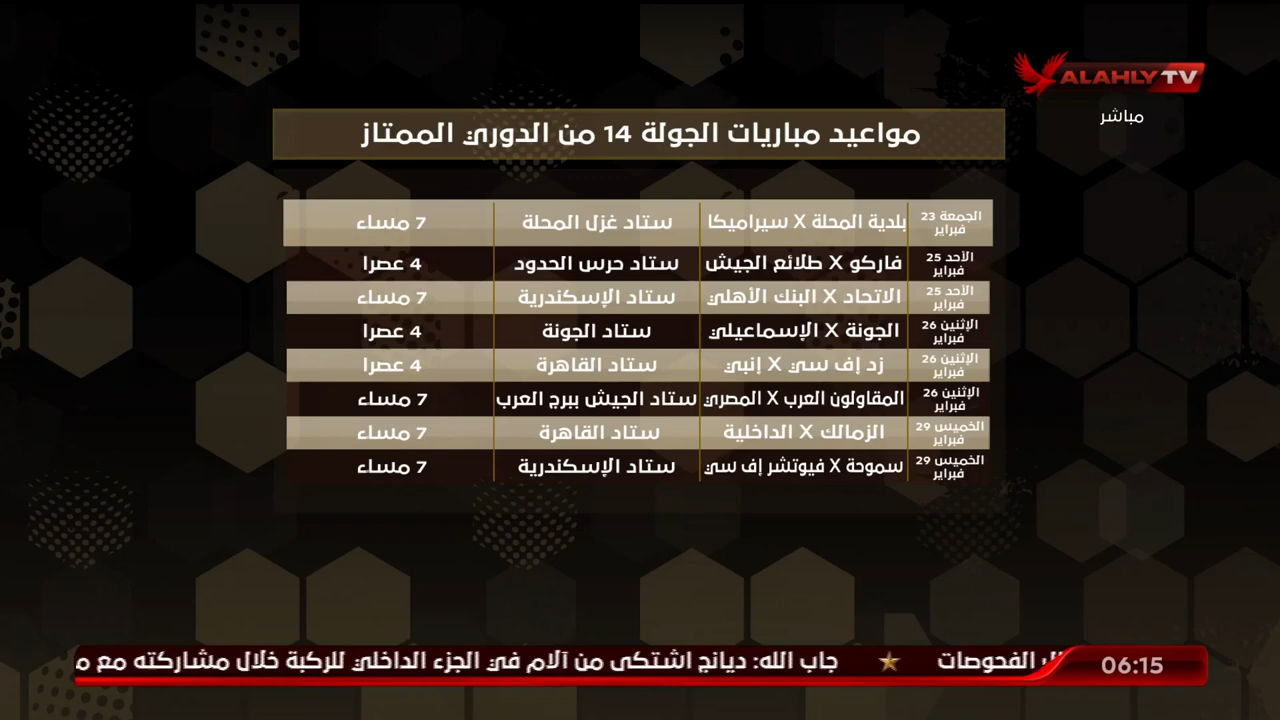 ALAHLY TV
مباشر
مواعيد مباريات الجولة 14 من الدوري الممتاز
الجمعة 23 فبراير بلدية المحلة X سيراميكا ستاد غزل المحلة 7 مساء
الأحد 25 فبراير فاركو X طلائع الجيش ستاد حرس الحدود 4 عصرا
الأحد 25 فبراير الاتحاد X البنك الأهلي ستاد الإسكندرية 7 مساء
الإثنين 26 فبراير الجونة X الإسماعيلي ستاد الجونة 4 عصرا
الإثنين 26 فبراير زد إف سي X إنبي ستاد القاهرة 4 عصرا
الإثنين 26 فبراير المقاولون العرب X المصري ستاد الجيش ببرج العرب 7 مساء
الخميس 29 فبراير الزمالك X الداخلية ستاد القاهرة 7 مساء
الخميس 29 فبراير سموحة X فيوتشر إف سي ستاد الإسكندرية 7 مساء
06:15 الفحوصات جاب الله: ديانج اشتكى من آلام في الجزء الداخلي للركبة خلال مشاركته مع